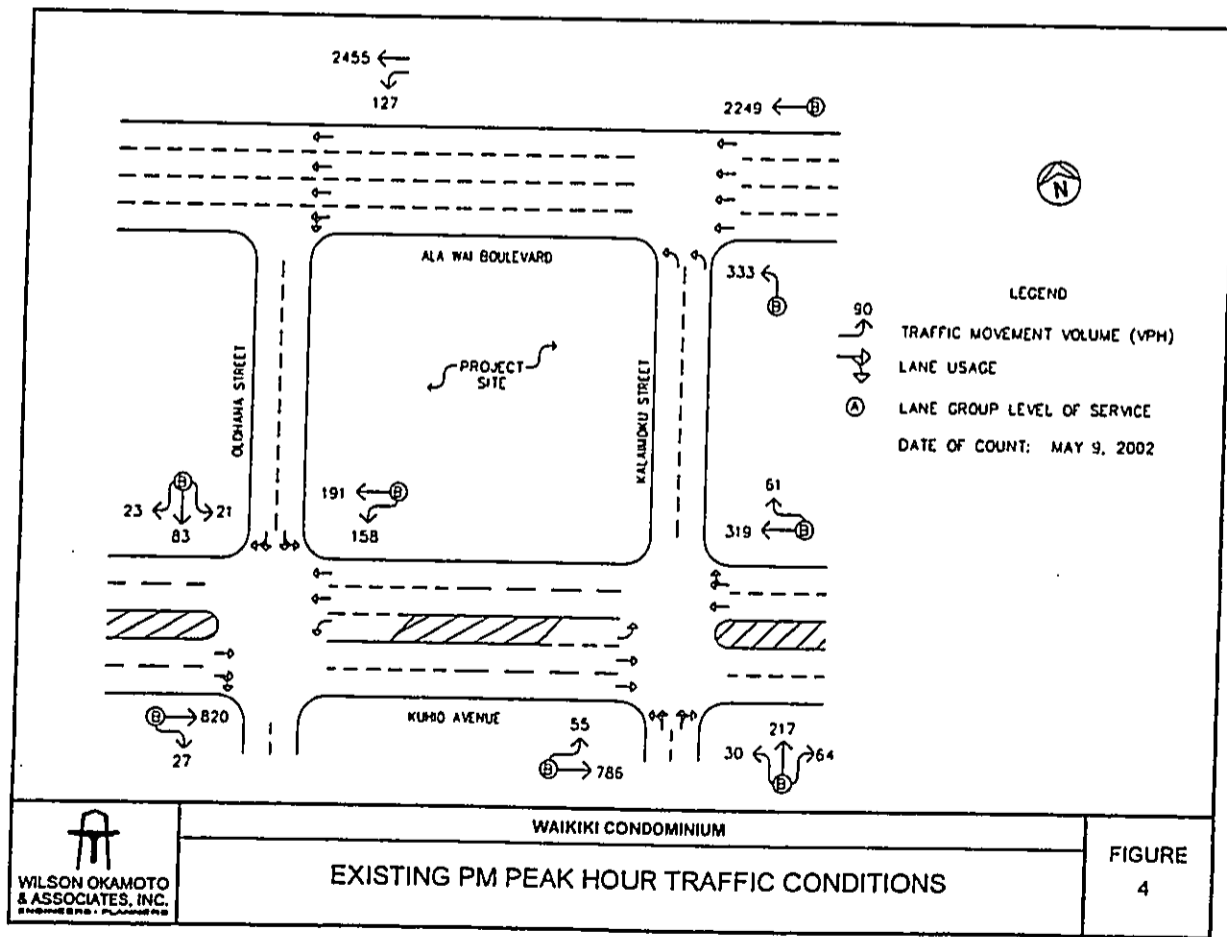 2455
127
2249 B
N
ALA WAI BOULEVARD
333
B
LEGEND
90
TRAFFIC MOVEMENT VOLUME (VPH)
LANE USAGE
A LANE GROUP LEVEL OF SERVICE
DATE OF COUNT: MAY 9, 2002
OLOHANA STREET
PROJECT
SITE
KALAIMOKU STREET
B
23 21
83
191 B
158
61
319 B
B 820
27
KUHIO AVENUE
55
B 786
217
30 64
B
WILSON OKAMOTO
& ASSOCIATES, INC.
ENGINEERS • PLANNERS
WAIKIKI CONDOMINIUM
EXISTING PM PEAK HOUR TRAFFIC CONDITIONS
FIGURE
4